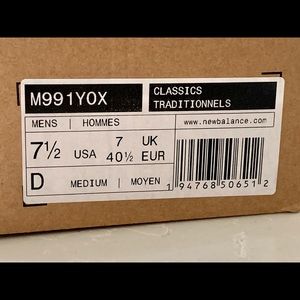 M991YOX
CLASSICS
TRADITIONNELS
MENS | HOMMES
www.newbalance.com
7½ USA 7 UK
40½ EUR
D MEDIUM | MOYEN
1 94768 50651 2